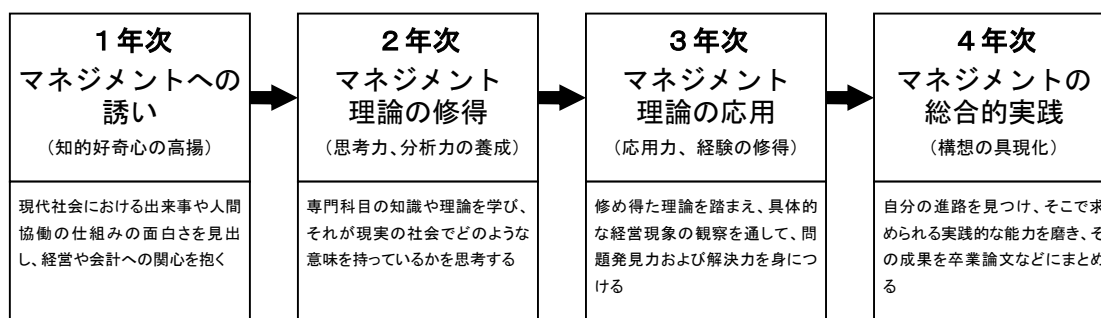 1年次
マネジメントへの
誘い
（知的好奇心の高揚）
現代社会における出来事や人間
協働の仕組みの面白さを見出
し、経営や会計への関心を抱く
2年次
マネジメント
理論の修得
（思考力、分析力の養成）
専門科目の知識や理論を学び、
それが現実の社会でどのような
意味を持っているかを思考する
3年次
マネジメント
理論の応用
（応用力、経験の修得）
修め得た理論を踏まえ、具体的
な経営現象の観察を通して、問
題発見力および解決力を身につ
ける
4年次
マネジメントの
総合的実践
（構想の具現化）
自分の進路を見つけ、そこで求
められる実践的な能力を磨き、そ
の成果を卒業論文などにまとめ
る